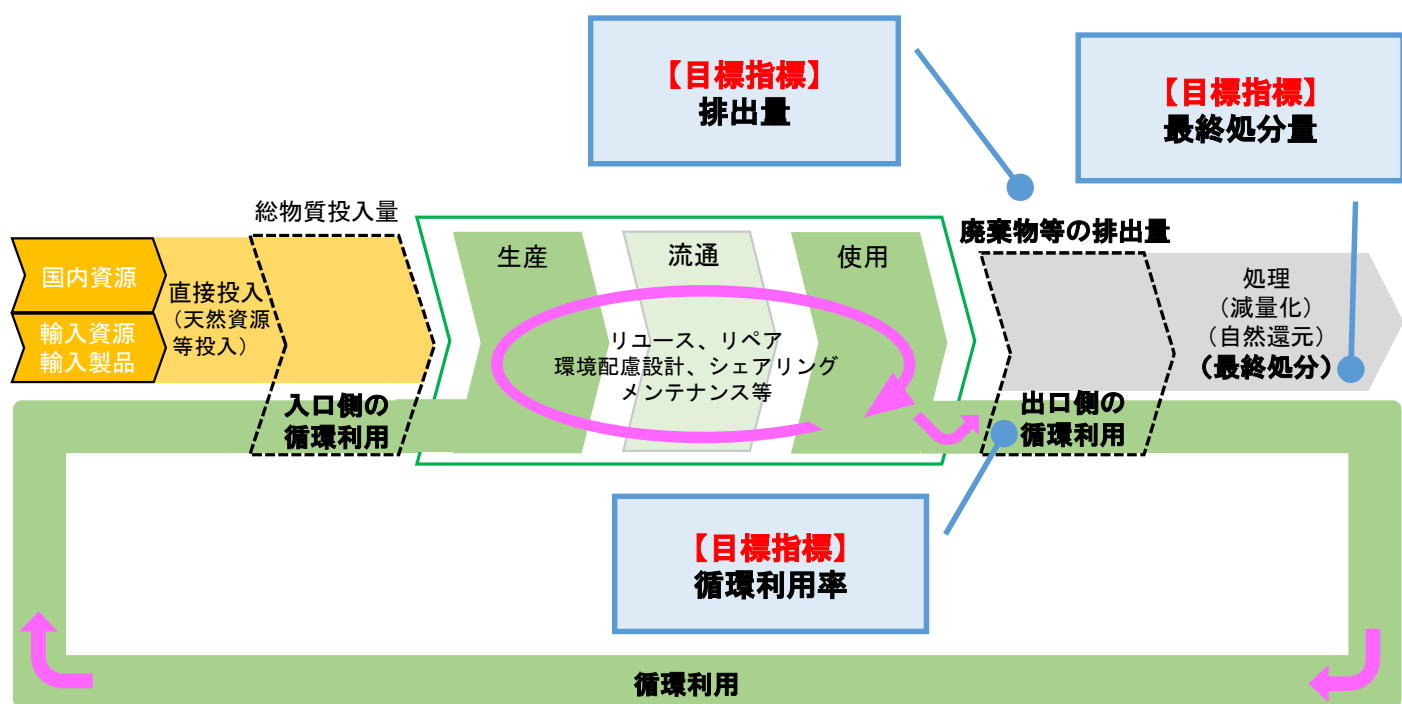 【目標指標】
排出量
【目標指標】
最終処分量
総物質投入量
国内資源
輸入資源
輸入製品
直接投入
（天然資源
等投入）
入口側の
循環利用
生産
流通
使用
リユース、リペア
環境配慮設計、シェアリング
メンテナンス等
廃棄物等の排出量
出口側の
循環利用
処理
（減量化）
（自然還元）
（最終処分）
【目標指標】
循環利用率
循環利用